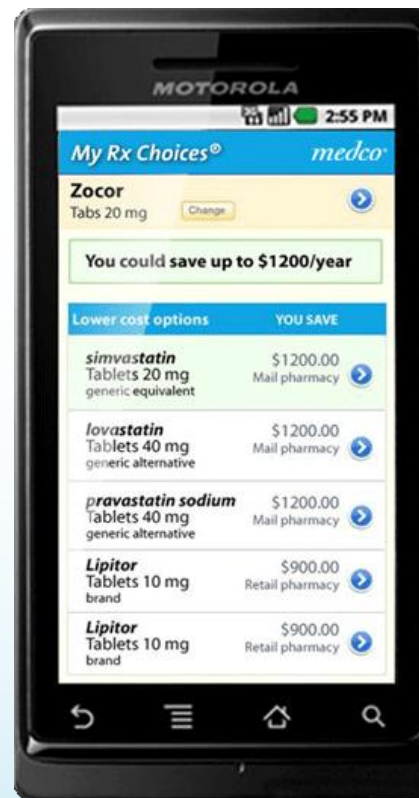 MOTOROLA
2:55 PM
My Rx Choices® medco®
Zocor
Tabs 20 mg Change
You could save up to $1200/year
Lower cost options YOU SAVE
simvastatin $1200.00
Tablets 20 mg Mail pharmacy
generic equivalent
lovastatin $1200.00
Tablets 40 mg Mail pharmacy
generic alternative
pravastatin sodium $1200.00
Tablets 40 mg Mail pharmacy
generic alternative
Lipitor $900.00
Tablets 10 mg Retail pharmacy
brand
Lipitor $900.00
Tablets 10 mg Retail pharmacy
brand